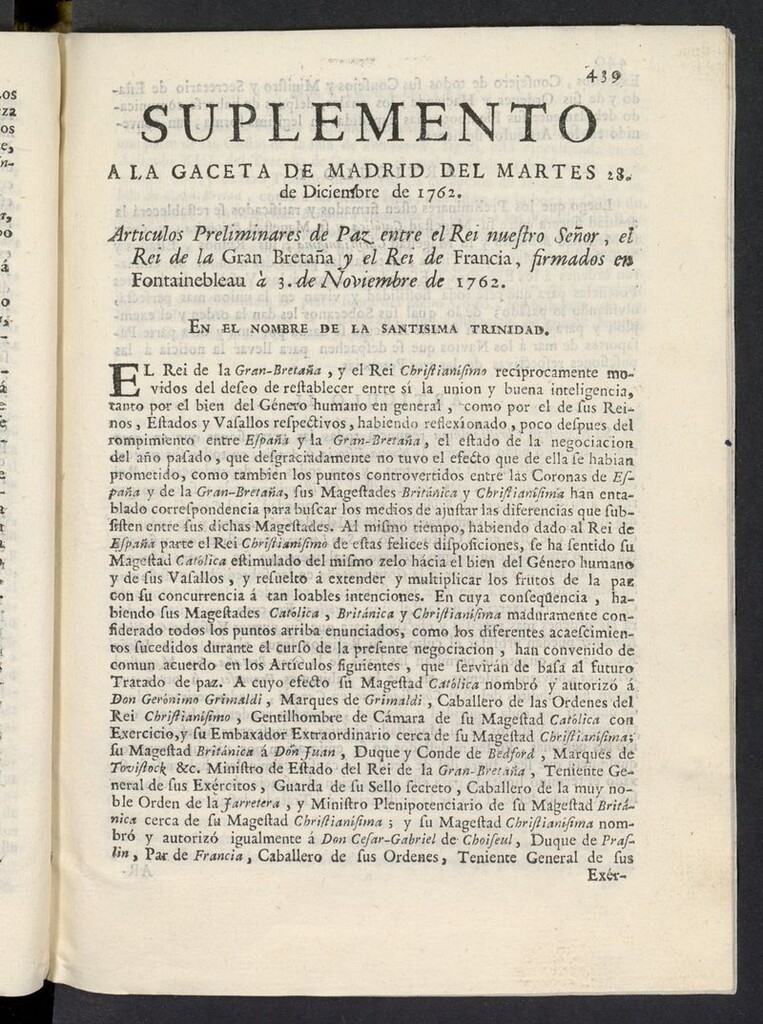 439
SUPLEMENTO
A LA GACETA DE MADRID DEL MARTES 28.
de Diciembre de 1762.
Articulos Preliminares de Paz entre el Rei nueſtro Señor, el
Rei de la Gran Bretaña y el Rei de Francia, firmados en
Fontainebleau à 3. de Noviembre de 1762.
EN EL NOMBRE DE LA SANTISIMA TRINIDAD.
EL Rei de la Gran-Bretaña, y el Rei Chriſtianíſimo recíprocamente mo-
vidos del deſeo de reſtablecer entre sí la union y buena inteligencia,
tanto por el bien del Género humano en general, como por el de ſus Rei-
nos, Eſtados y Vaſallos reſpectivos, habiendo reflexionado, poco deſpues del
rompimiento entre Eſpaña y la Gran-Bretaña, el eſtado de la negociacion
del año paſado, que deſgraciadamente no tuvo el efecto que de ella ſe habian
prometido, como tambien los puntos controvertidos entre las Coronas de Eſ-
paña y de la Gran-Bretaña, ſus Mageſtades Británica y Chriſtianíſima han enta-
blado correſpondencia para buſcar los medios de ajuſtar las diferencias que ſub-
ſiſten entre ſus dichas Mageſtades. Al miſmo tiempo, habiendo dado al Rei de
Eſpaña parte el Rei Chriſtianíſimo de eſtas felices diſpoſiciones, ſe ha ſentido ſu
Mageſtad Católica eſtimulado del miſmo zelo hácia el bien del Género humano
y de ſus Vaſallos, y reſuelto á extender y multiplicar los frutos de la paz
con ſu concurrencia á tan loables intenciones. En cuya conſeqüencia, ha-
biendo ſus Mageſtades Católica, Británica y Chriſtianíſima maduramente con-
ſiderado todos los puntos arriba enunciados, como los diferentes acaeſcimien-
tos ſucedidos durante el curſo de la preſente negociacion, han convenido de
comun acuerdo en los Artículos ſiguientes, que ſervirán de baſa al futuro
Tratado de paz. A cuyo efecto ſu Mageſtad Católica nombró y autorizó á
Don Gerónimo Grimaldi, Marques de Grimaldi, Caballero de las Ordenes del
Rei Chriſtianíſimo, Gentilhombre de Cámara de ſu Mageſtad Católica con
Exercicio, y ſu Embaxador Extraordinario cerca de ſu Mageſtad Chriſtianíſima;
ſu Mageſtad Británica á Don Juan, Duque y Conde de Bedford, Marques de
Toviſtock &c. Miniſtro de Eſtado del Rei de la Gran-Bretaña, Teniente Ge-
neral de ſus Exércitos, Guarda de ſu Sello ſecreto, Caballero de la muy no-
ble Orden de la Jarretera, y Miniſtro Plenipotenciario de ſu Mageſtad Britá-
nica cerca de ſu Mageſtad Chriſtianíſima; y ſu Mageſtad Chriſtianíſima nom-
bró y autorizó igualmente á Don Ceſar-Gabriel de Choiſeul, Duque de Praſ-
lin, Par de Francia, Caballero de ſus Ordenes, Teniente General de ſus
Exér-